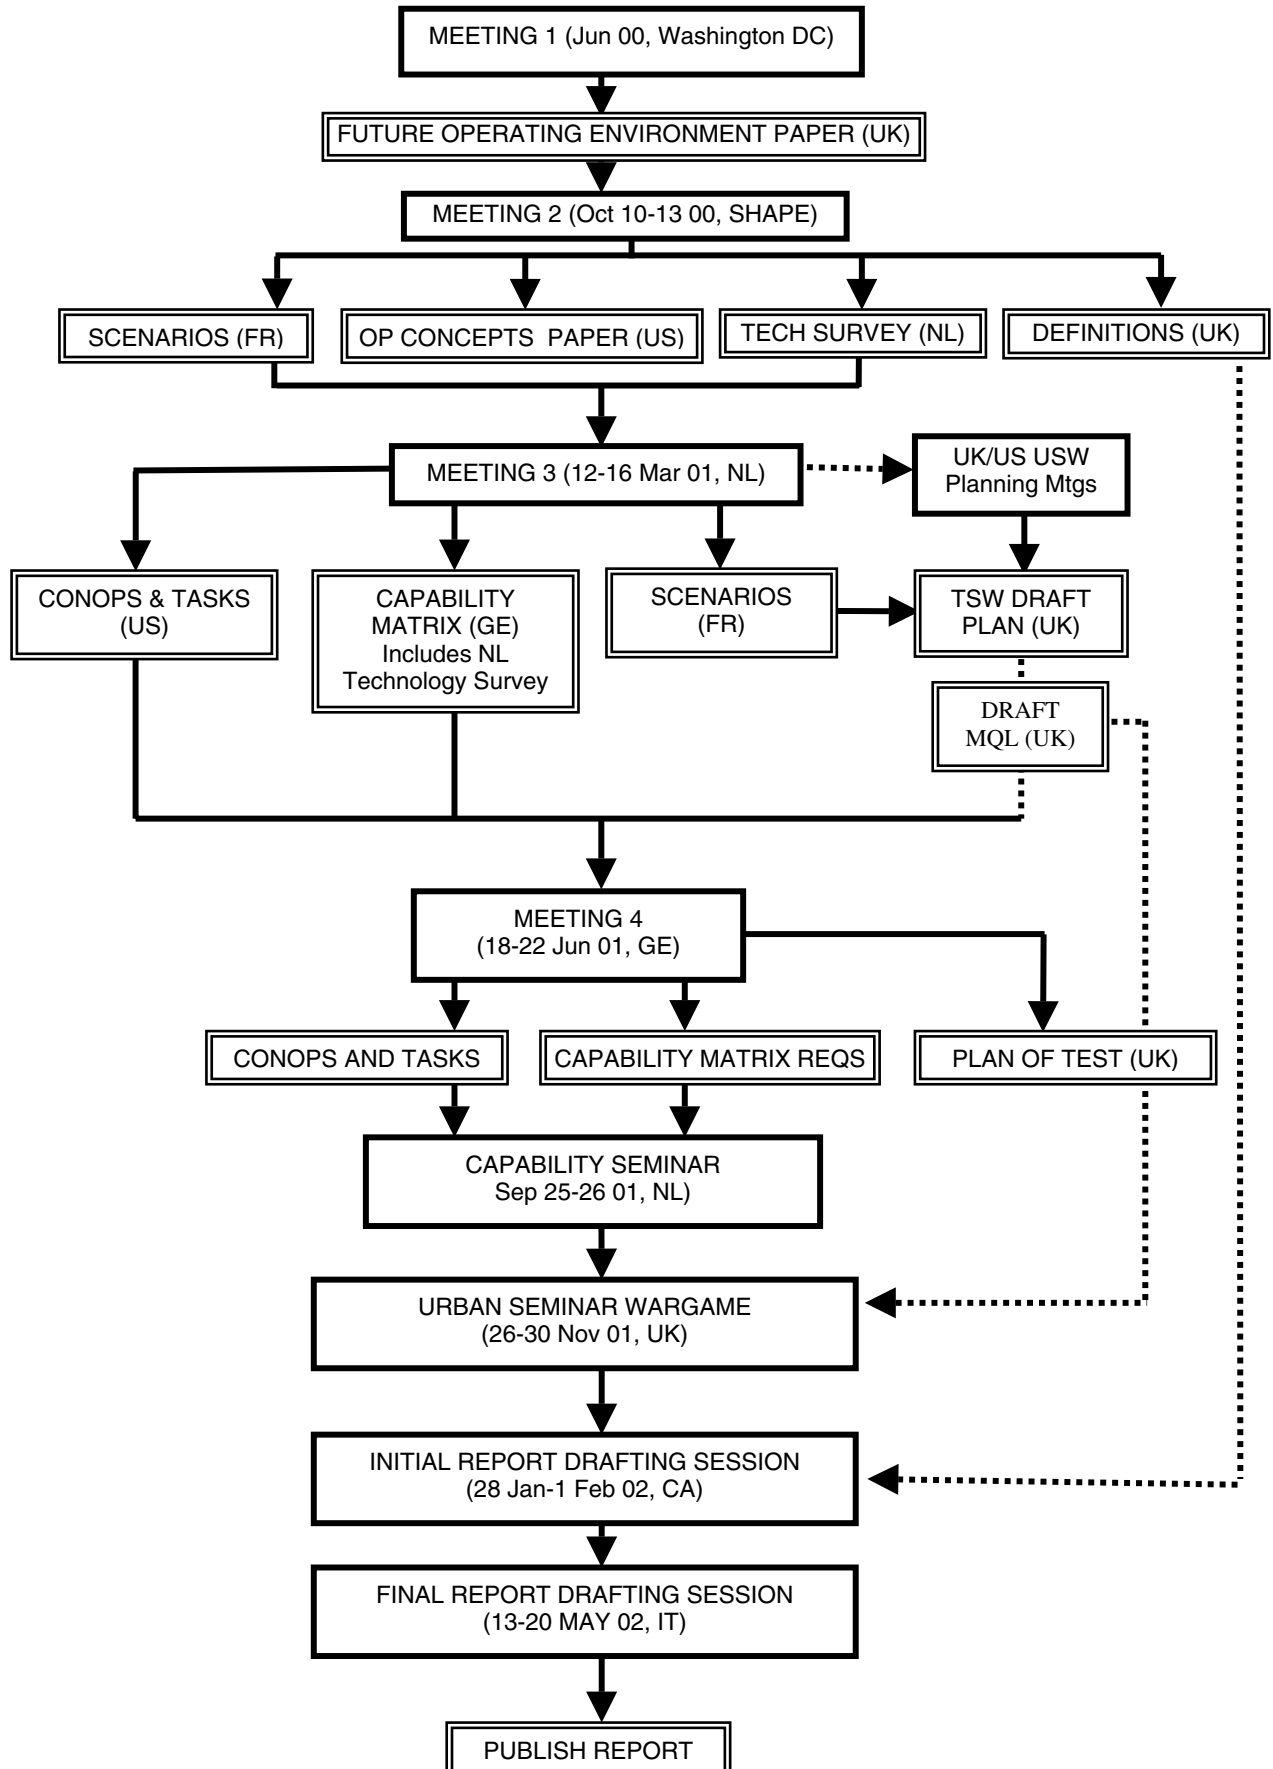 MEETING 1 (Jun 00, Washington DC)
FUTURE OPERATING ENVIRONMENT PAPER (UK)
MEETING 2 (Oct 10-13 00, SHAPE)
SCENARIOS (FR)
OP CONCEPTS PAPER (US)
TECH SURVEY (NL)
DEFINITIONS (UK)
MEETING 3 (12-16 Mar 01, NL)
UK/US USW
Planning Mtgs
CONOPS & TASKS
(US)
CAPABILITY
MATRIX (GE)
Includes NL
Technology Survey
SCENARIOS
(FR)
TSW DRAFT
PLAN (UK)
DRAFT
MQL (UK)
MEETING 4
(18-22 Jun 01, GE)
CONOPS AND TASKS
CAPABILITY MATRIX REQS
PLAN OF TEST (UK)
CAPABILITY SEMINAR
Sep 25-26 01, NL)
URBAN SEMINAR WARGAME
(26-30 Nov 01, UK)
INITIAL REPORT DRAFTING SESSION
(28 Jan-1 Feb 02, CA)
FINAL REPORT DRAFTING SESSION
(13-20 MAY 02, IT)
PUBLISH REPORT